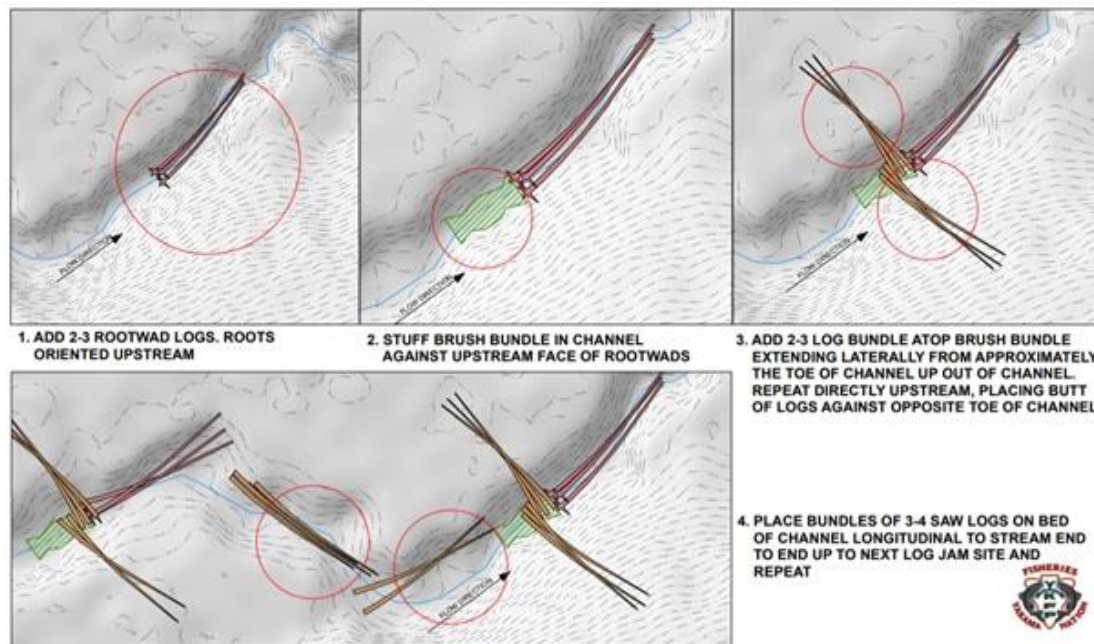 FLOW DIRECTION
FLOW DIRECTION
FLOW DIRECTION
1. ADD 2-3 ROOTWAD LOGS. ROOTS
ORIENTED UPSTREAM
2. STUFF BRUSH BUNDLE IN CHANNEL
AGAINST UPSTREAM FACE OF ROOTWADS
3. ADD 2-3 LOG BUNDLE ATOP BRUSH BUNDLE
EXTENDING LATERALLY FROM APPROXIMATELY
THE TOE OF CHANNEL UP OUT OF CHANNEL.
REPEAT DIRECTLY UPSTREAM, PLACING BUTT
OF LOGS AGAINST OPPOSITE TOE OF CHANNEL
FLOW DIRECTION
4. PLACE BUNDLES OF 3-4 SAW LOGS ON BED
OF CHANNEL LONGITUDINAL TO STREAM END
TO END UP TO NEXT LOG JAM SITE AND
REPEAT
FISHERIES
YAKAMA NATION